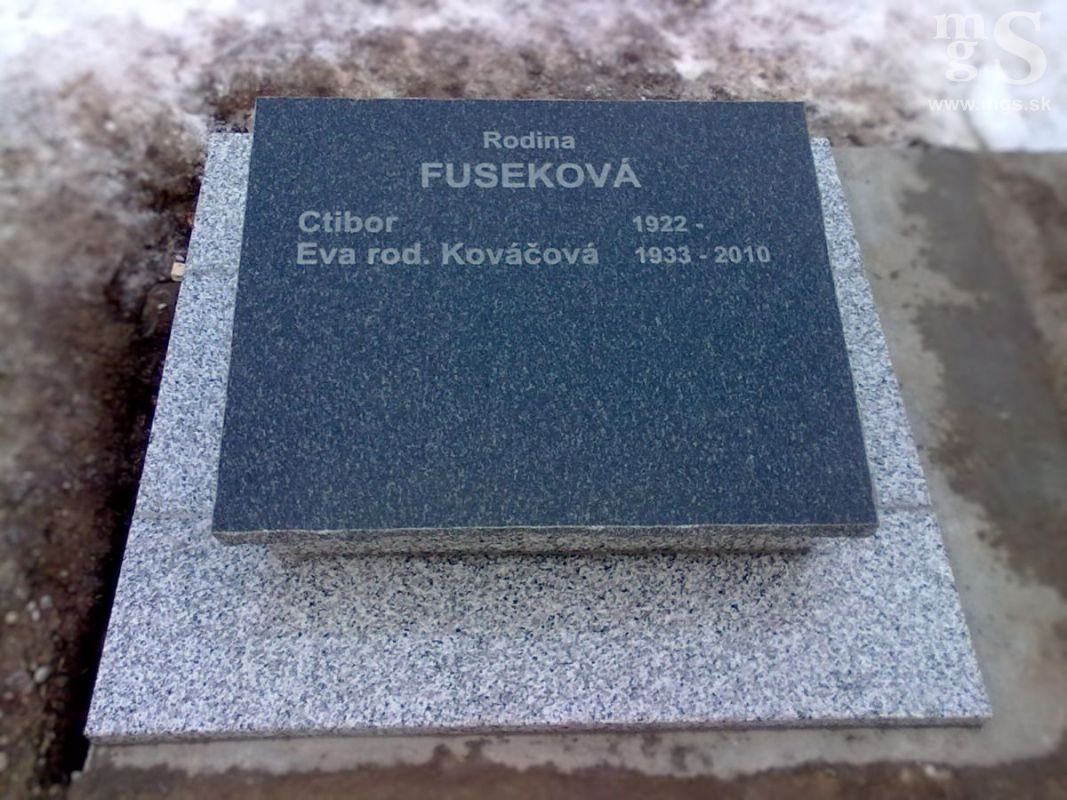 mgs
www.mgs.sk
Rodina
FUSEKOVÁ
Ctibor 1922 -
Eva rod. Kováčová 1933 - 2010